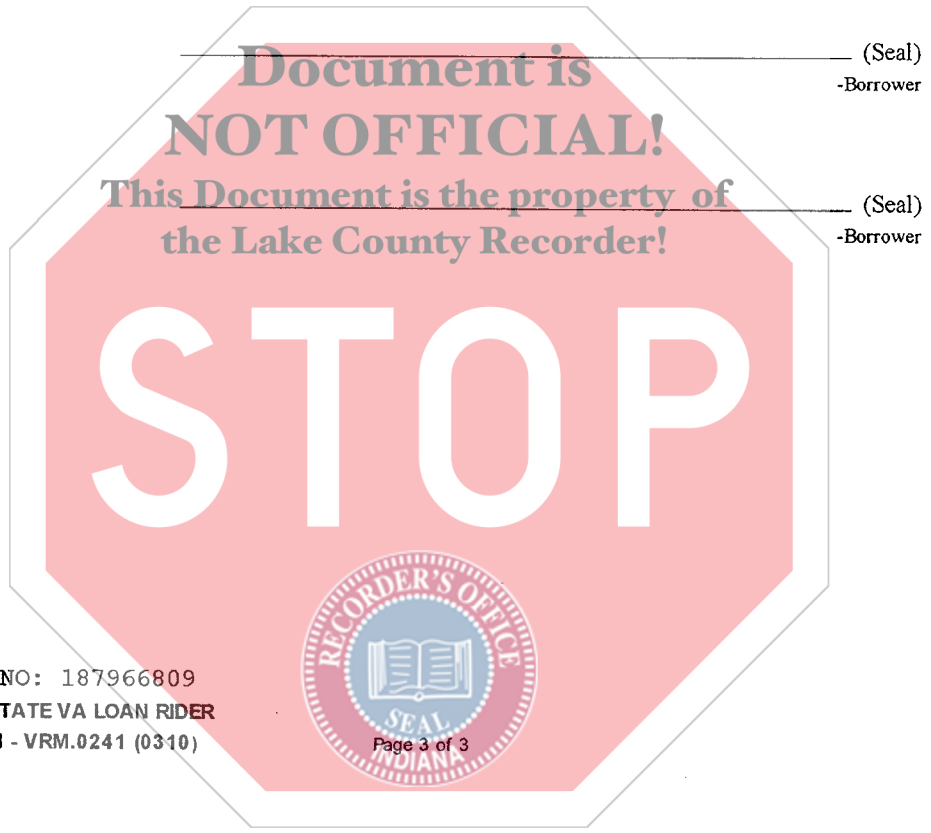 (Seal)
-Borrower
Document is
NOT OFFICIAL!
This Document is the property of
the Lake County Recorder!
(Seal)
-Borrower
STOP
RECORDER'S OFFICE
SEAL
INDIANA
NO: 187966809
TATE VA LOAN RIDER
- VRM.0241 (0310)
Page 3 of 3